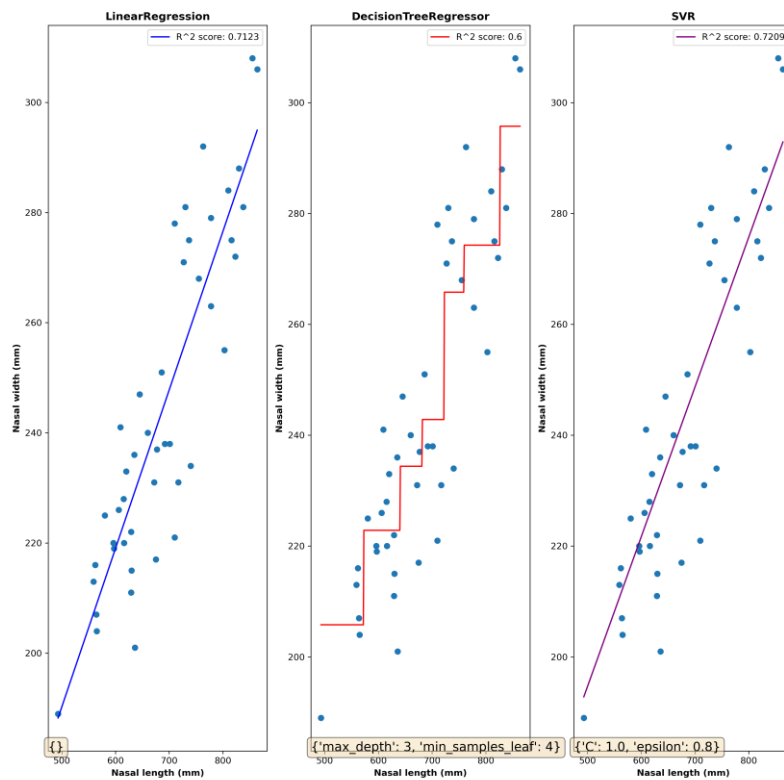 LinearRegression
R^2 score: 0.7123
Nasal width (mm)
300
280
260
240
220
200
{}
500
600
700
800
Nasal length (mm)
DecisionTreeRegressor
R^2 score: 0.6
Nasal width (mm)
300
280
260
240
220
200
{'max_depth': 3, 'min_samples_leaf': 4}
500
600
700
800
Nasal length (mm)
SVR
R^2 score: 0.7209
Nasal width (mm)
300
280
260
240
220
200
{'C': 1.0, 'epsilon': 0.8}
500
600
700
800
Nasal length (mm)